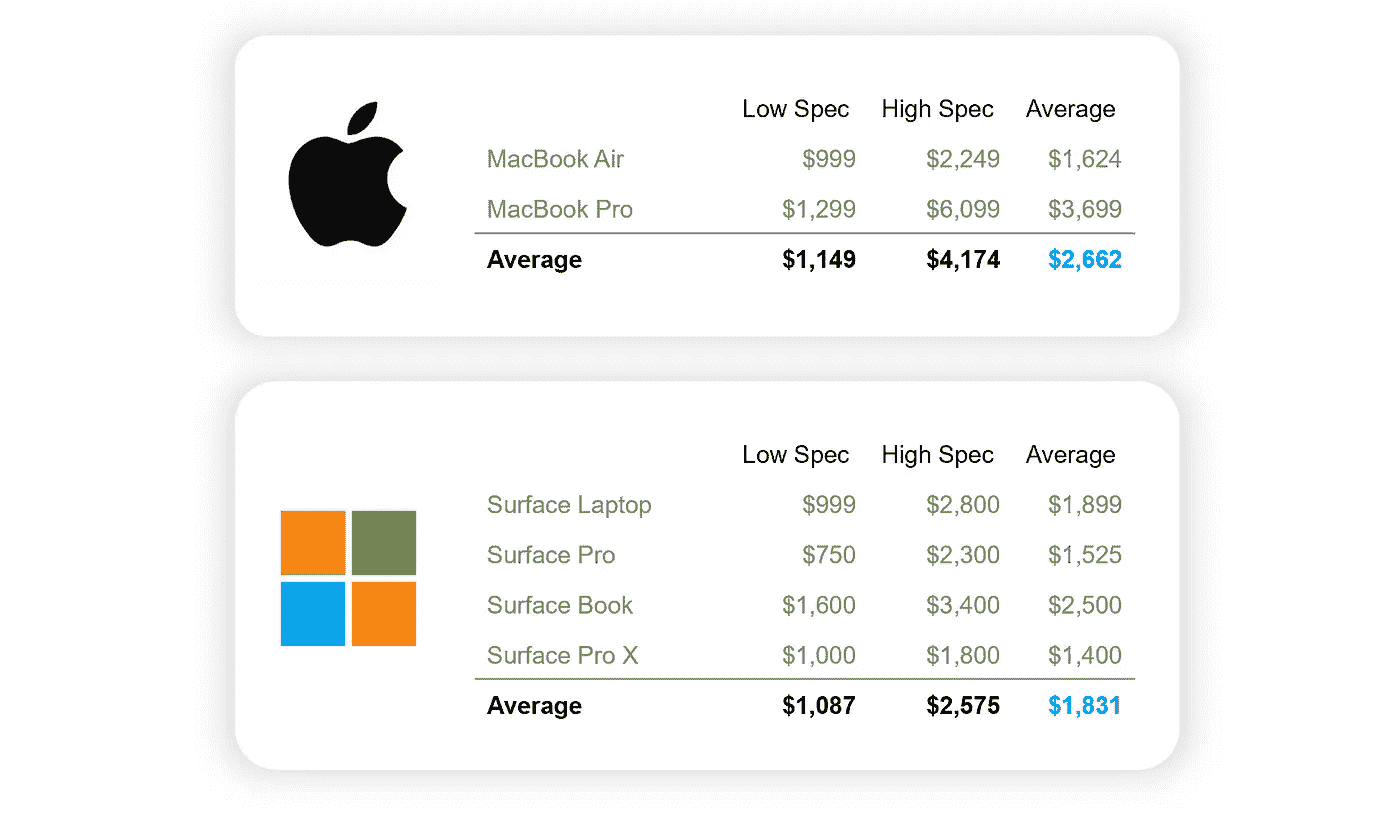 Low Spec High Spec Average
MacBook Air $999 $2,249 $1,624
MacBook Pro $1,299 $6,099 $3,699
Average $1,149 $4,174 $2,662
Low Spec High Spec Average
Surface Laptop $999 $2,800 $1,899
Surface Pro $750 $2,300 $1,525
Surface Book $1,600 $3,400 $2,500
Surface Pro X $1,000 $1,800 $1,400
Average $1,087 $2,575 $1,831